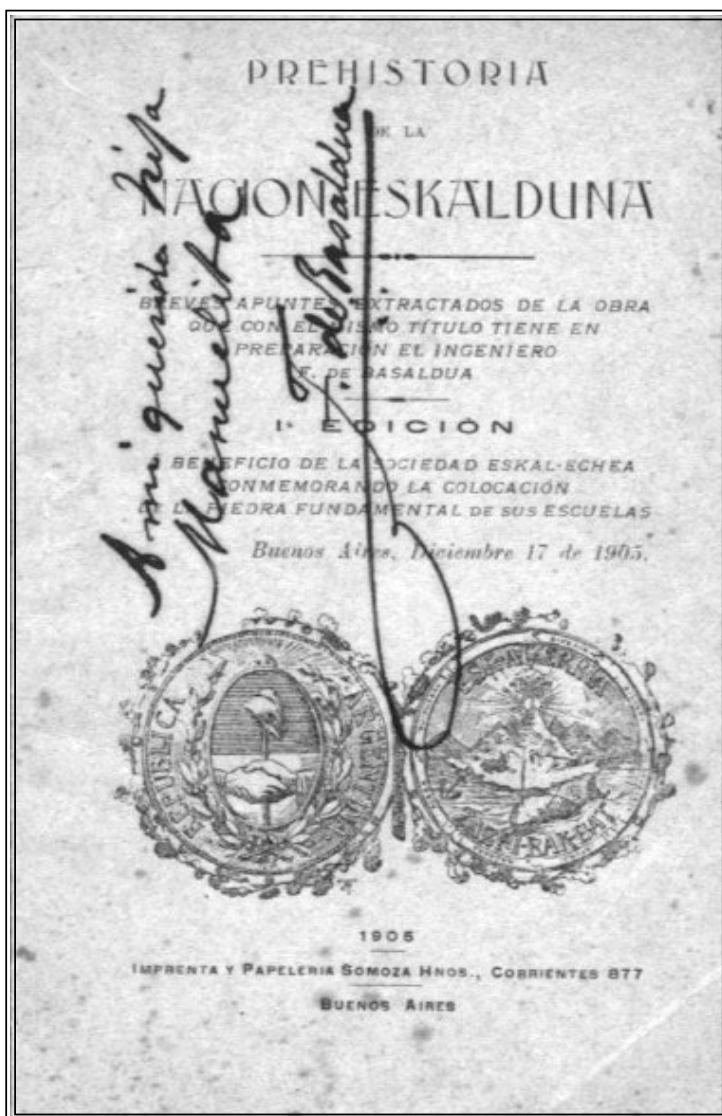 PREHISTORIA
DE LA
NACION ESKALDUNA
BREVES APUNTES EXTRACTADOS DE LA OBRA
QUE CON EL MISMO TÍTULO TIENE EN
PREPARACIÓN EL INGENIERO
F. DE BASALDUA
1ª EDICIÓN
A BENEFICIO DE LA SOCIEDAD ESKAL-ECHEA
CONMEMORANDO LA COLOCACIÓN
DE LA PIEDRA FUNDAMENTAL DE SUS ESCUELAS
Buenos Aires, Diciembre 17 de 1905.
A mi querida hija
Manuelita
F. de Basaldua
REPUBLICA ARGENTINA
1905
IMPRENTA Y PAPELERIA SOMOZA HNOS., CORRIENTES 877
BUENOS AIRES